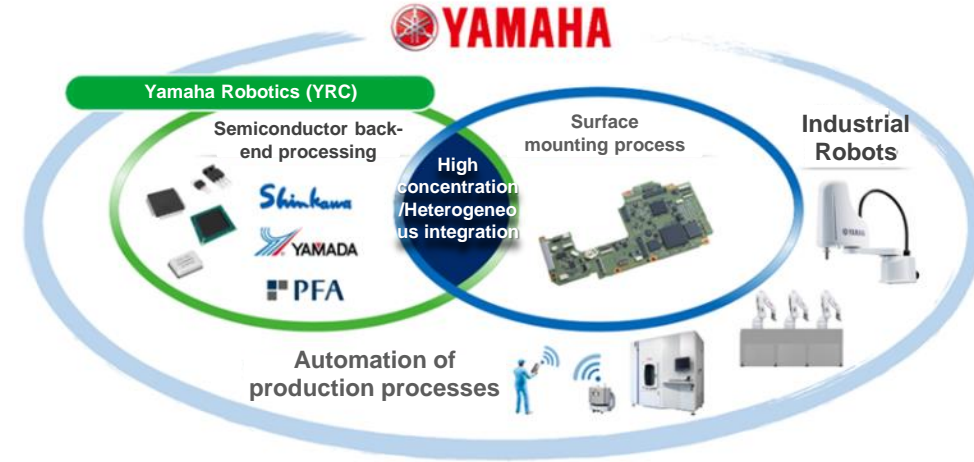 YAMAHA
Yamaha Robotics (YRC)
Semiconductor back-
end processing
Surface
mounting process
Industrial
Robots
High
concentration
/Heterogeneo
us integration
Shinkawa
YAMADA
PFA
YAMAHA
Automation of
production processes